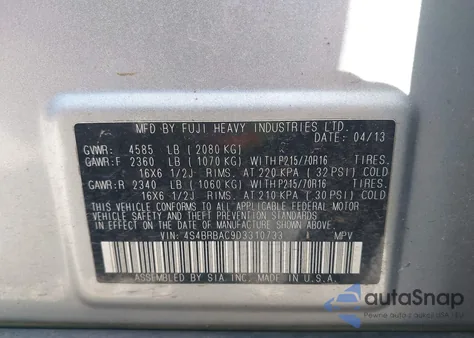 MFD BY FUJI HEAVY INDUSTRIES LTD.
DATE: 04/13
GVWR: 4585 LB (2080 KG)
GAWR:F 2360 LB (1070 KG) WITH P215/70R16 TIRES,
16X6 1/2J RIMS, AT 220 KPA (32 PSI) COLD
GAWR:R 2340 LB (1060 KG) WITH P215/70R16 TIRES,
16X6 1/2J RIMS, AT 210 KPA (30 PSI) COLD
THIS VEHICLE CONFORMS TO ALL APPLICABLE FEDERAL MOTOR
VEHICLE SAFETY AND THEFT PREVENTION STANDARDS IN EFFECT
ON THE DATE OF MANUFACTURE SHOWN ABOVE.
VIN: 4S4BRBAC9D3310733 MPV
ASSEMBLED BY SIA INC. IN U.S.A.
autoSnap